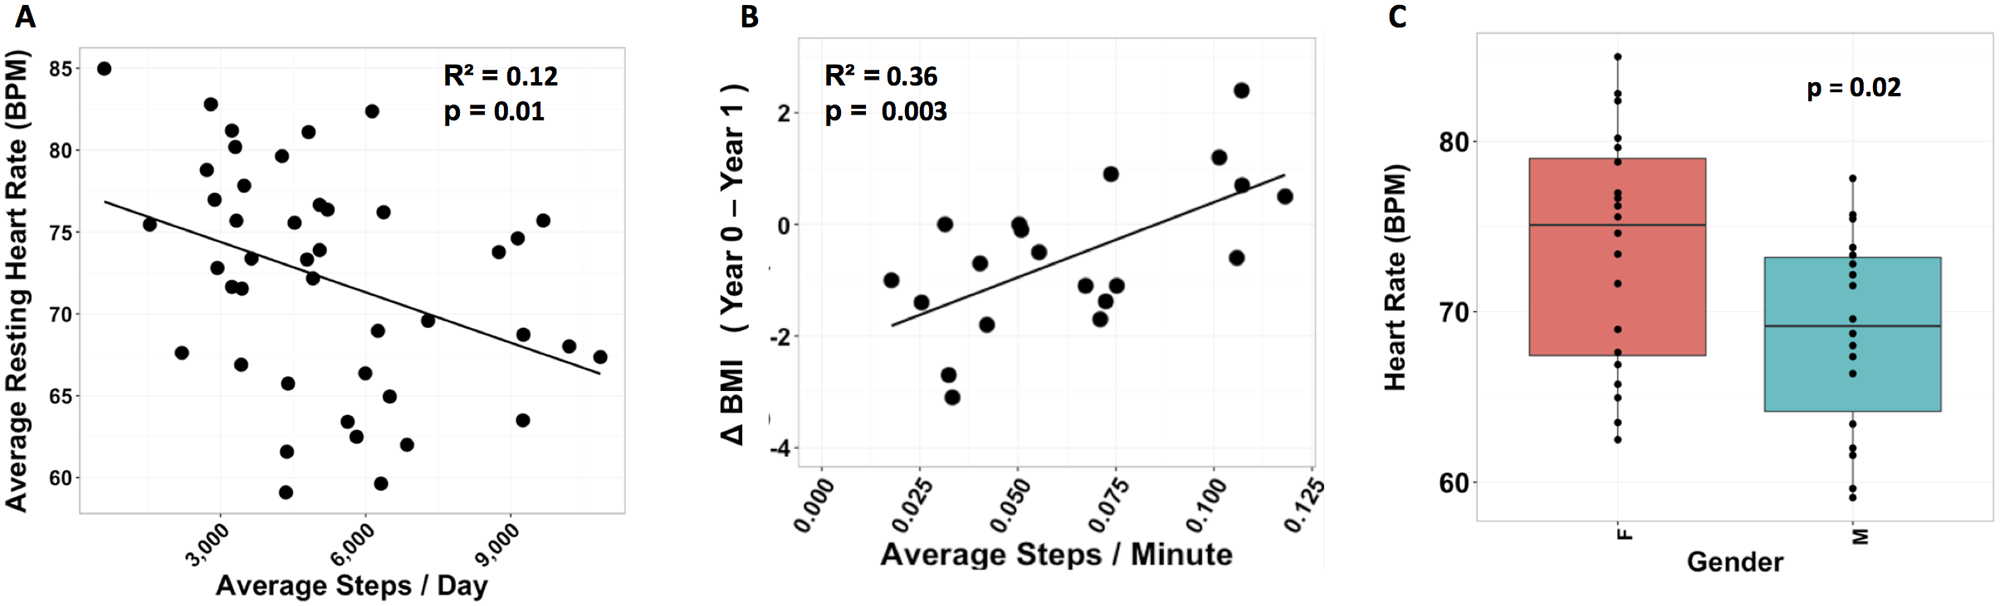 A
Average Resting Heart Rate (BPM)
85
80
75
70
65
60
R² = 0.12
p = 0.01
3,000
6,000
9,000
Average Steps / Day
B
Δ BMI ( Year 0 – Year 1 )
2
0
-2
-4
R² = 0.36
p = 0.003
0.000
0.025
0.050
0.075
0.100
0.125
Average Steps / Minute
C
Heart Rate (BPM)
80
70
60
p = 0.02
F
M
Gender